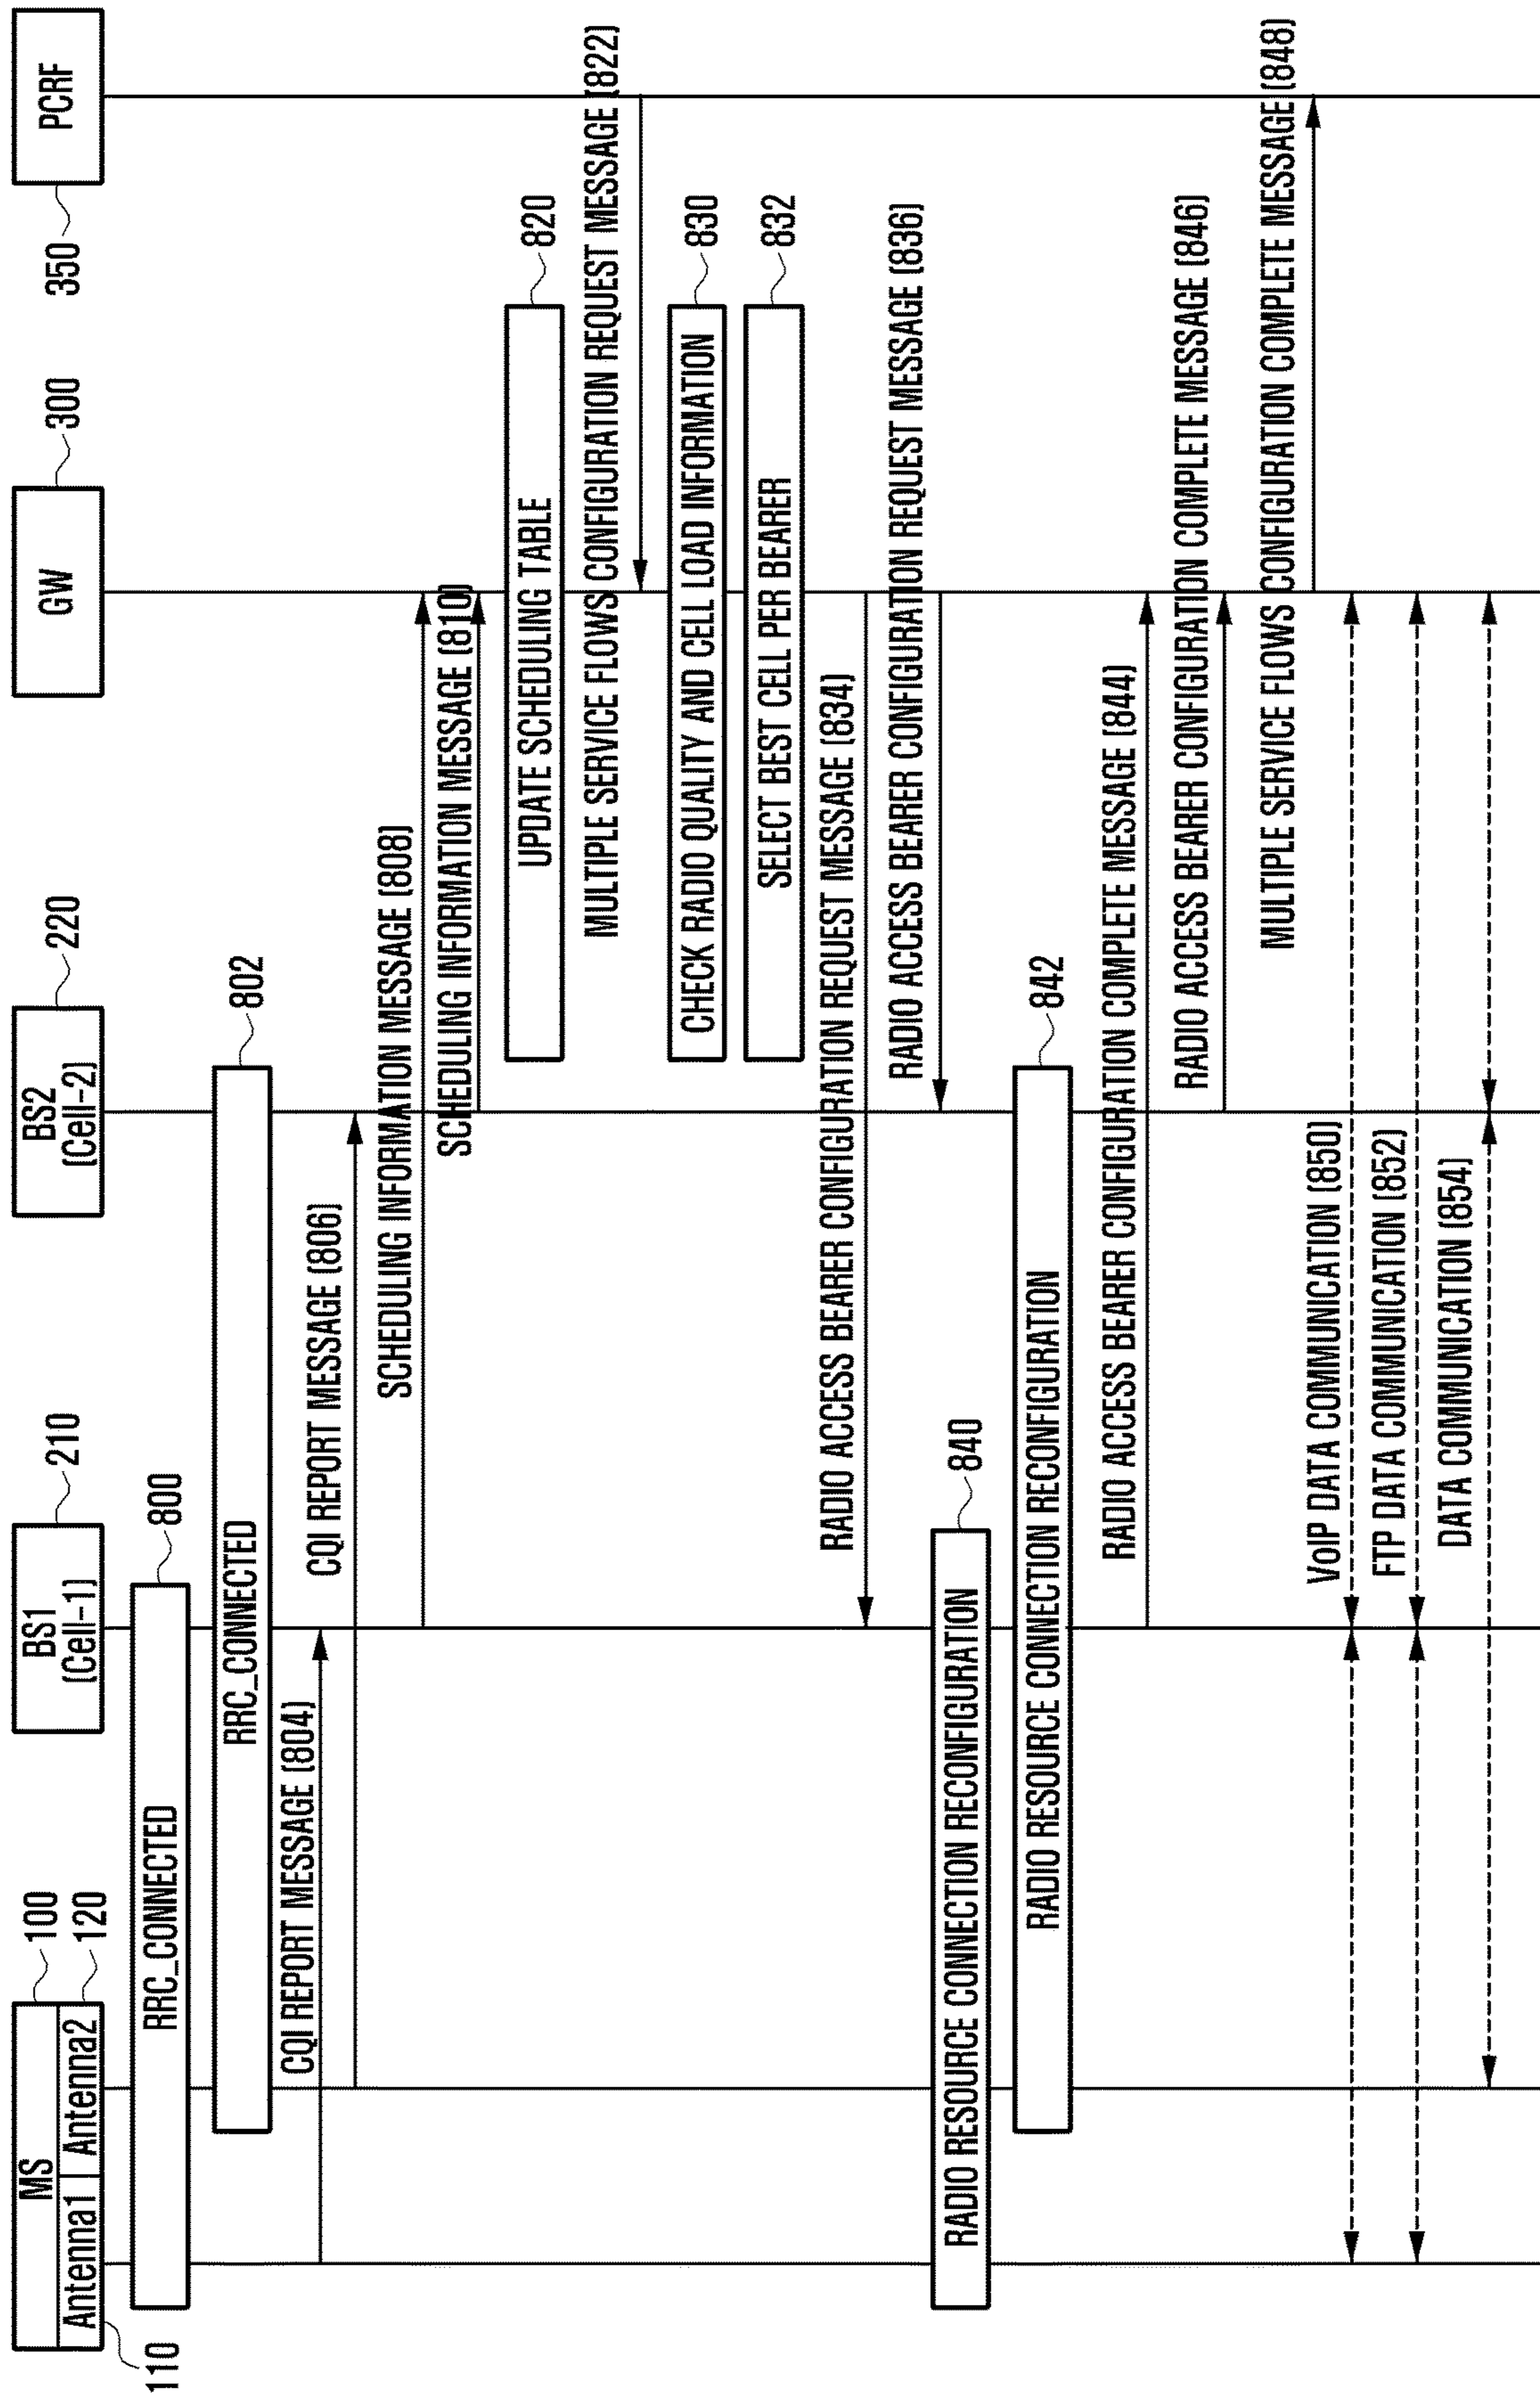 MS
100
Antenna1
Antenna2
110
120
BS1
(Cell-1)
210
BS2
(Cell-2)
220
GW
300
PCRF
350
RRC_CONNECTED
800
RRC_CONNECTED
802
CQI REPORT MESSAGE (804)
CQI REPORT MESSAGE (806)
SCHEDULING INFORMATION MESSAGE (808)
SCHEDULING INFORMATION MESSAGE (810)
UPDATE SCHEDULING TABLE
820
MULTIPLE SERVICE FLOWS CONFIGURATION REQUEST MESSAGE (822)
CHECK RADIO QUALITY AND CELL LOAD INFORMATION
830
SELECT BEST CELL PER BEARER
832
RADIO ACCESS BEARER CONFIGURATION REQUEST MESSAGE (834)
RADIO ACCESS BEARER CONFIGURATION REQUEST MESSAGE (836)
RADIO RESOURCE CONNECTION RECONFIGURATION
840
RADIO RESOURCE CONNECTION RECONFIGURATION
842
RADIO ACCESS BEARER CONFIGURATION COMPLETE MESSAGE (844)
RADIO ACCESS BEARER CONFIGURATION COMPLETE MESSAGE (846)
MULTIPLE SERVICE FLOWS CONFIGURATION COMPLETE MESSAGE (848)
VoIP DATA COMMUNICATION (850)
FTP DATA COMMUNICATION (852)
DATA COMMUNICATION (854)